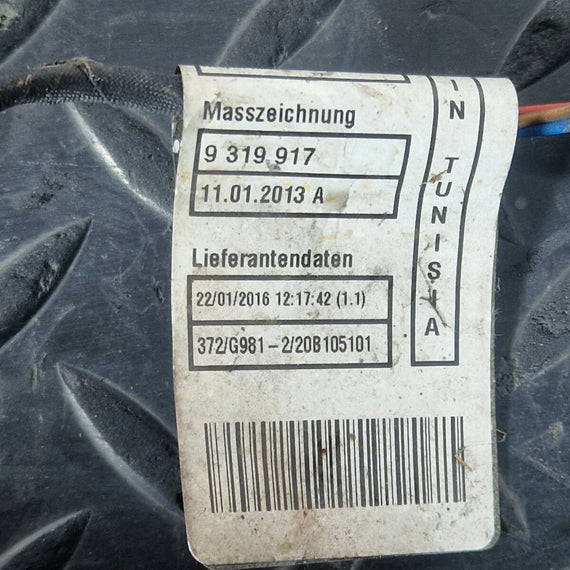 Masszeichnung
9 319 917
11.01.2013 A
Lieferantendaten
22/01/2016 12:17:42 (1.1)
372/G981-2/20B105101
IN TUNISIA